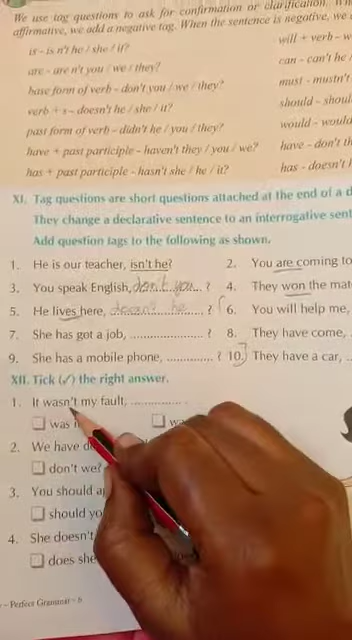 We use tag questions to ask for confirmation or clarification. When
affirmative, we add a negative tag. When the sentence is negative, we
is - is n't he / she / it?
will + verb - w
are - are n't you / we / they?
can - can't he /
have form of verb - don't you / we / they?
must - mustn't
verb + s - doesn't he / she / it?
should - shoul
past form of verb - didn't he / you / they?
would - would
have + past participle - haven't they / you / we?
have - don't th
has + past participle - hasn't she / he / it?
has - doesn't h
XI. Tag questions are short questions attached at the end of a d
They change a declarative sentence to an interrogative sent
Add question tags to the following as shown.
1. He is our teacher, isn't he?
2. You are coming to
3. You speak English, don't you ..?
4. They won the mat
5. He lives here, doesn't he ..?
6. You will help me,
7. She has got a job, .................. ?
8. They have come,
9. She has a mobile phone, ............ ?
10. They have a car, ..
XII. Tick (✓) the right answer.
1. It wasn't my fault, ..................
☐ was i
☐ wa
2. We have d
☐ don't we?
3. You should a
☐ should yo
4. She doesn't
☐ does she
- Perfect Grammar - 6